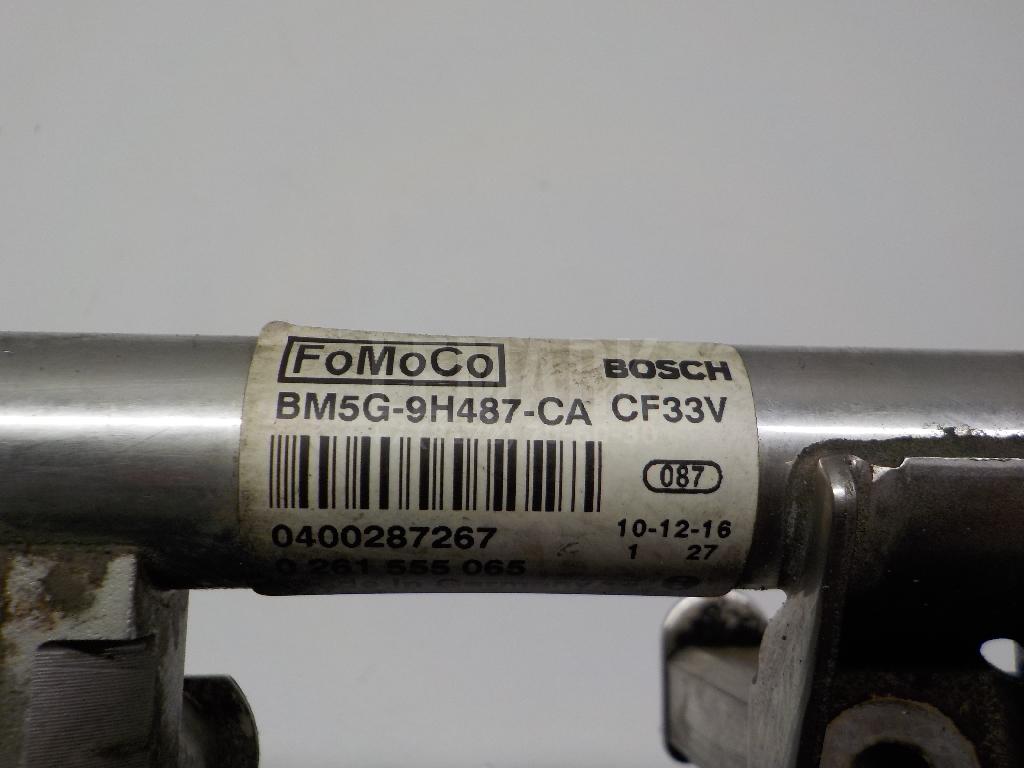 FoMoCo BOSCH
BM5G-9H487-CA CF33V
087
0400287267 10-12-16
1 27
0 261 555 065